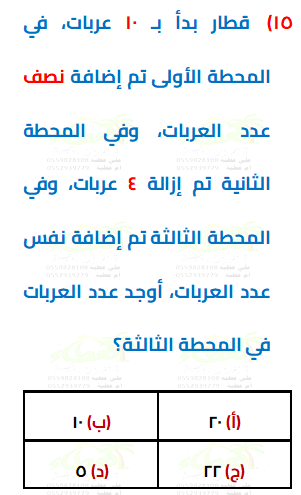 ١٥) قطار بدأ بـ ١٠ عربات، في
المحطة الأولى تم إضافة نصف
عدد العربات، وفي المحطة
الثانية تم إزالة ٤ عربات، وفي
المحطة الثالثة تم إضافة نفس
عدد العربات، أوجد عدد العربات
في المحطة الثالثة؟
(أ) ٢٠ (ب) ١٠
(ج) ٢٢ (د) ٥